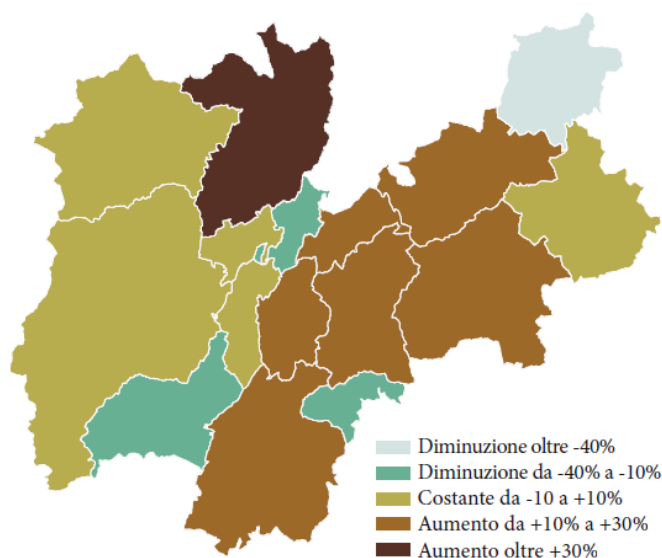 Diminuzione oltre -40%
Diminuzione da -40% a -10%
Costante da -10 a +10%
Aumento da +10% a +30%
Aumento oltre +30%